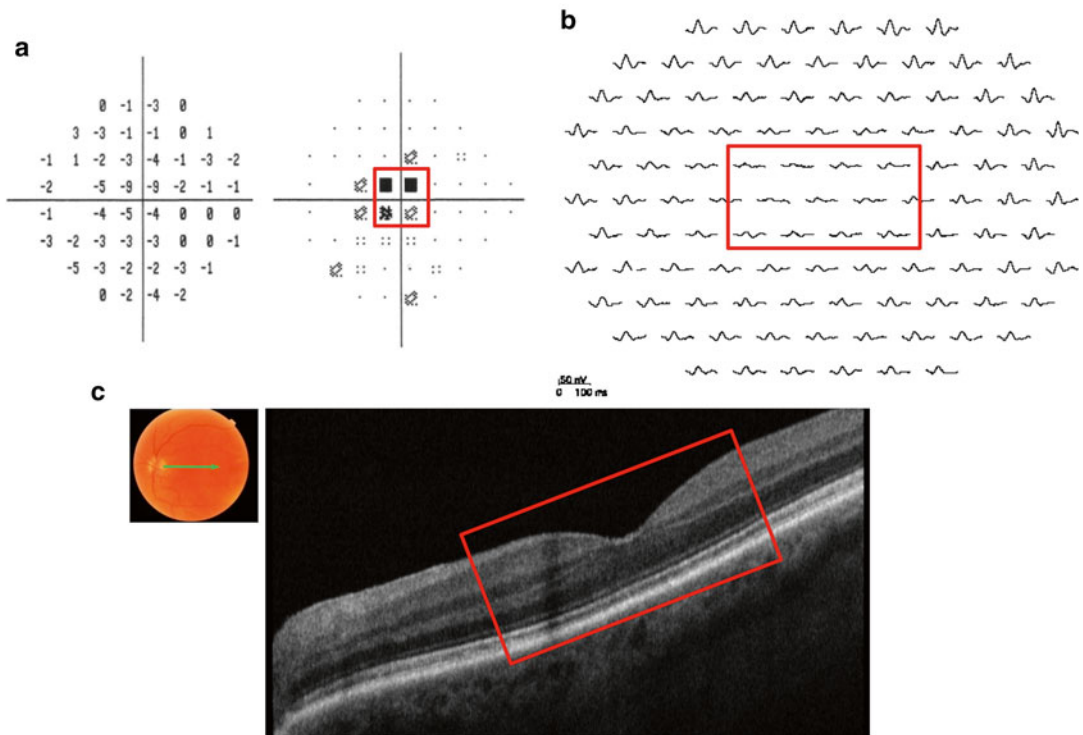 a
0 -1 -3 0
3 -3 -1 -1 0 1
-1 1 -2 -3 -4 -1 -3 -2
-2 -5 -9 -9 -2 -1 -1
-1 -4 -5 -4 0 0 0
-3 -2 -3 -3 -3 0 0 -1
-5 -3 -2 -2 -3 -1
0 -2 -4 -2
b
50 nV
0 100 ms
c